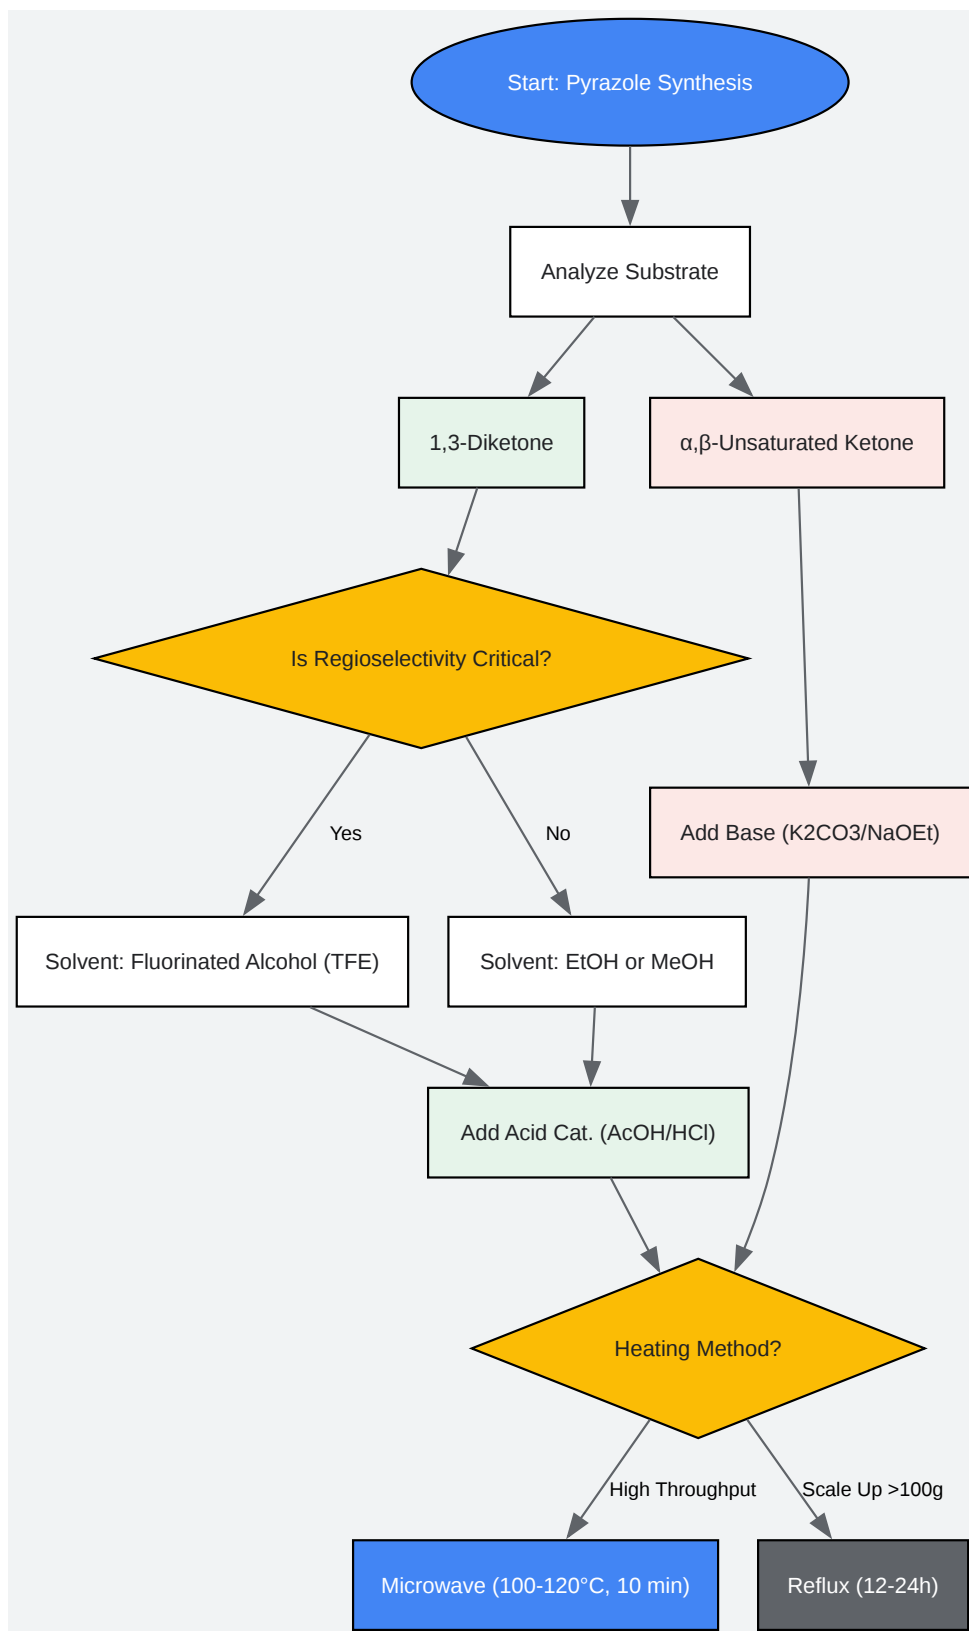 Start: Pyrazole Synthesis
Analyze Substrate
1,3-Diketone
α,β-Unsaturated Ketone
Is Regioselectivity Critical?
Yes
No
Add Base (K2CO3/NaOEt)
Solvent: Fluorinated Alcohol (TFE)
Solvent: EtOH or MeOH
Add Acid Cat. (AcOH/HCl)
Heating Method?
High Throughput
Scale Up >100g
Microwave (100-120°C, 10 min)
Reflux (12-24h)